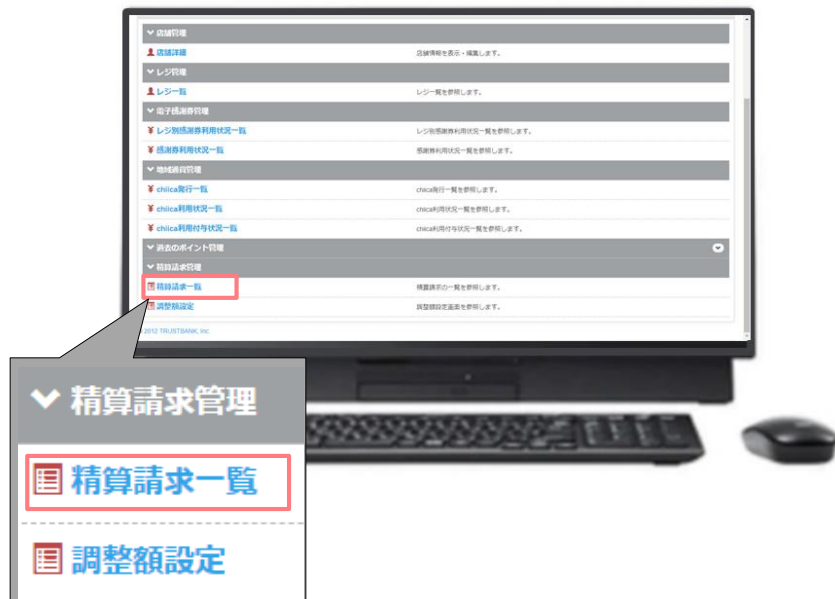 店舗管理
店舗詳細 店舗情報を表示・編集します。
レジ管理
レジ一覧 レジ一覧を参照します。
電子感謝券管理
レジ別感謝券利用状況一覧 レジ別感謝券利用状況一覧を参照します。
感謝券利用状況一覧 感謝券利用状況一覧を参照します。
地域通貨管理
chiica発行一覧 chiica発行一覧を参照します。
chiica利用状況一覧 chiica利用状況一覧を参照します。
chiica利用付与状況一覧 chiica利用付与状況一覧を参照します。
過去のポイント管理
精算請求管理
精算請求一覧 精算請求の一覧を参照します。
調整額設定 調整額設定画面を参照します。
2012 TRUSTBANK, Inc
精算請求管理
精算請求一覧
調整額設定